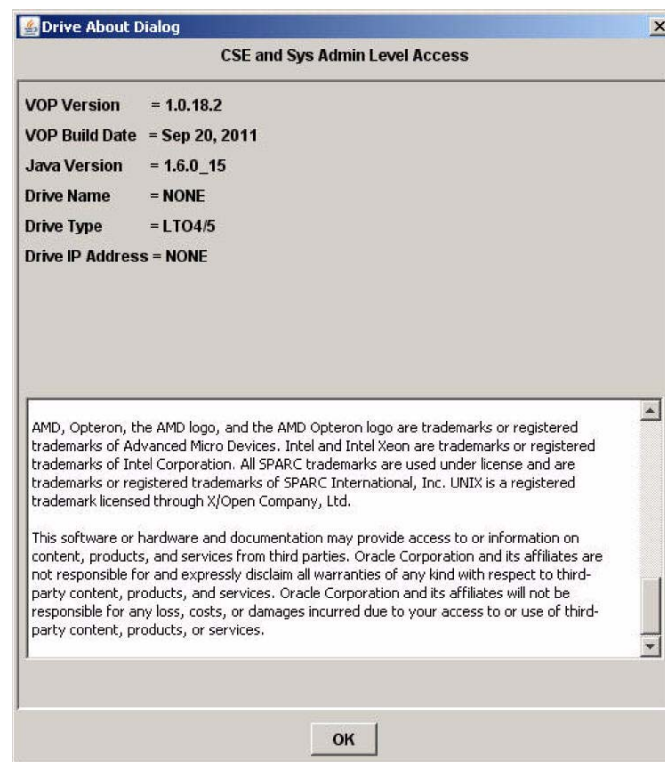 Drive About Dialog
CSE and Sys Admin Level Access
VOP Version = 1.0.18.2
VOP Build Date = Sep 20, 2011
Java Version = 1.6.0_15
Drive Name = NONE
Drive Type = LTO4/5
Drive IP Address = NONE
AMD, Opteron, the AMD logo, and the AMD Opteron logo are trademarks or registered
trademarks of Advanced Micro Devices. Intel and Intel Xeon are trademarks or registered
trademarks of Intel Corporation. All SPARC trademarks are used under license and are
trademarks or registered trademarks of SPARC International, Inc. UNIX is a registered
trademark licensed through X/Open Company, Ltd.
This software or hardware and documentation may provide access to or information on
content, products, and services from third parties. Oracle Corporation and its affiliates are
not responsible for and expressly disclaim all warranties of any kind with respect to third-
party content, products, and services. Oracle Corporation and its affiliates will not be
responsible for any loss, costs, or damages incurred due to your access to or use of third-
party content, products, or services.
OK